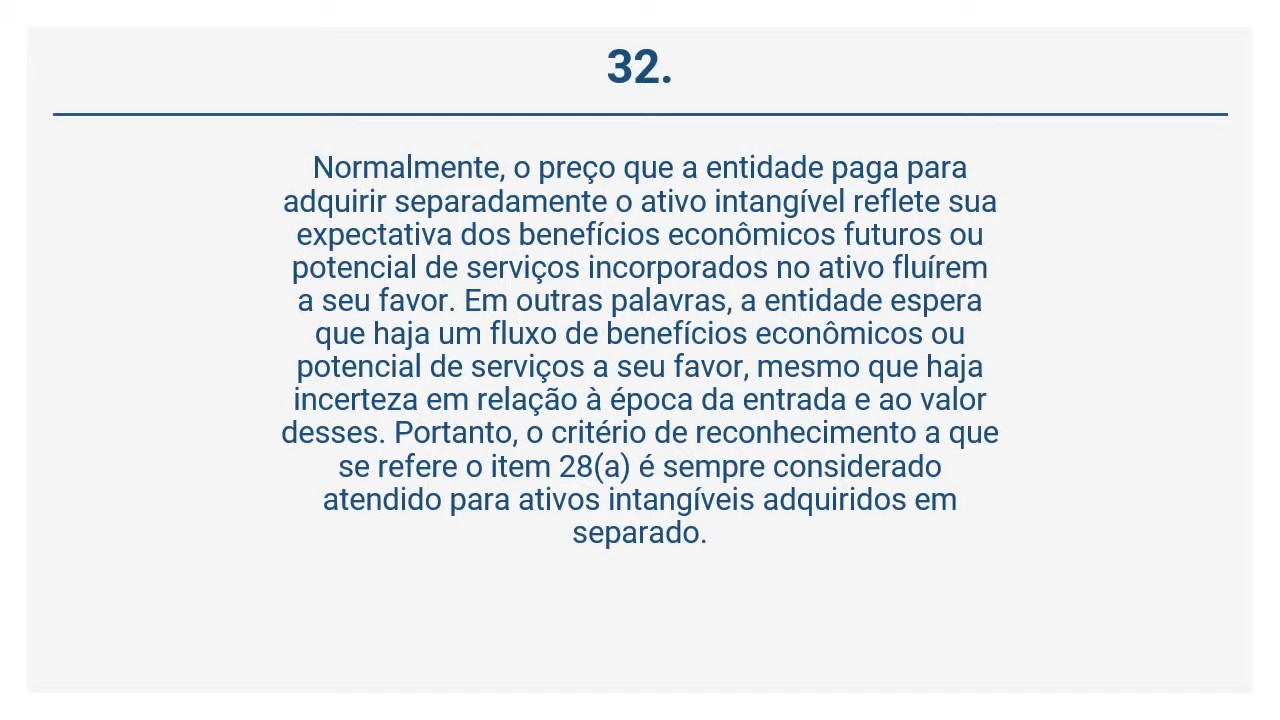 32.
Normalmente, o preço que a entidade paga para
adquirir separadamente o ativo intangível reflete sua
expectativa dos benefícios econômicos futuros ou
potencial de serviços incorporados no ativo fluírem
a seu favor. Em outras palavras, a entidade espera
que haja um fluxo de benefícios econômicos ou
potencial de serviços a seu favor, mesmo que haja
incerteza em relação à época da entrada e ao valor
desses. Portanto, o critério de reconhecimento a que
se refere o item 28(a) é sempre considerado
atendido para ativos intangíveis adquiridos em
separado.